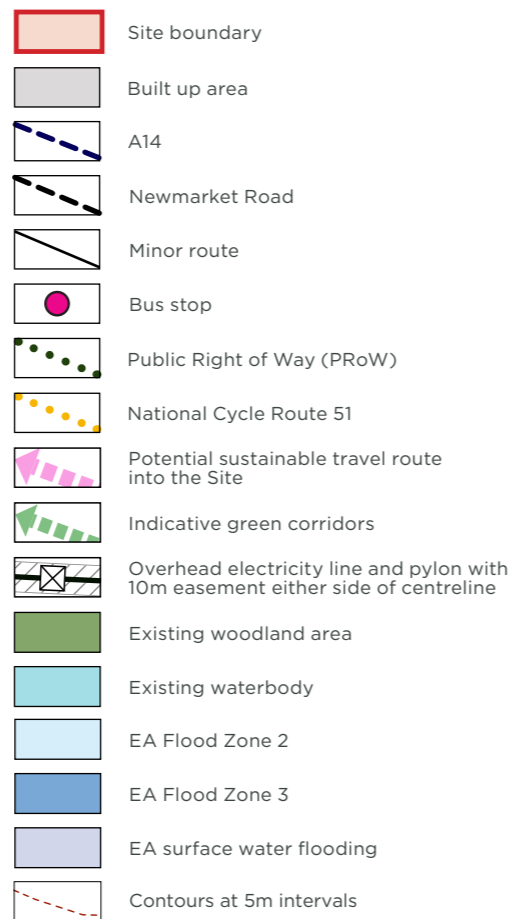 Site boundary
Built up area
A14
Newmarket Road
Minor route
Bus stop
Public Right of Way (PRoW)
National Cycle Route 51
Potential sustainable travel route
into the Site
Indicative green corridors
Overhead electricity line and pylon with
10m easement either side of centreline
Existing woodland area
Existing waterbody
EA Flood Zone 2
EA Flood Zone 3
EA surface water flooding
Contours at 5m intervals